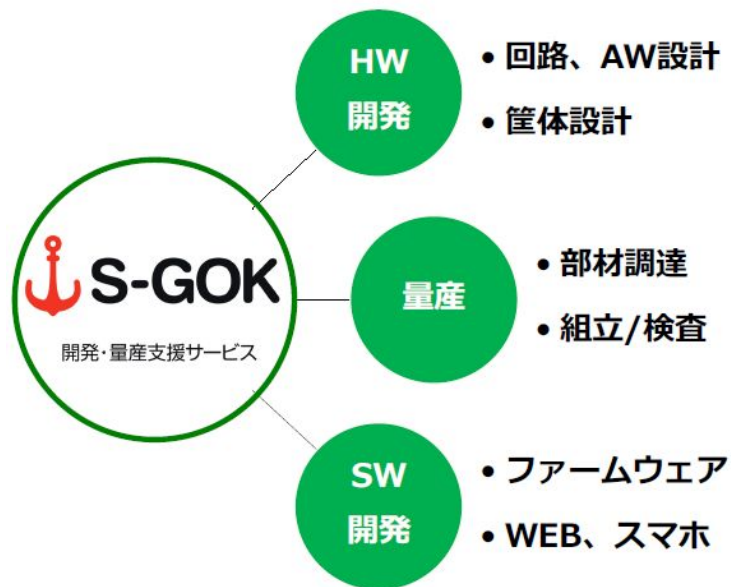 HW
開発
• 回路、AW設計
• 筐体設計
S-GOK
開発・量産支援サービス
量産
• 部材調達
• 組立/検査
SW
開発
• ファームウェア
• WEB、スマホ